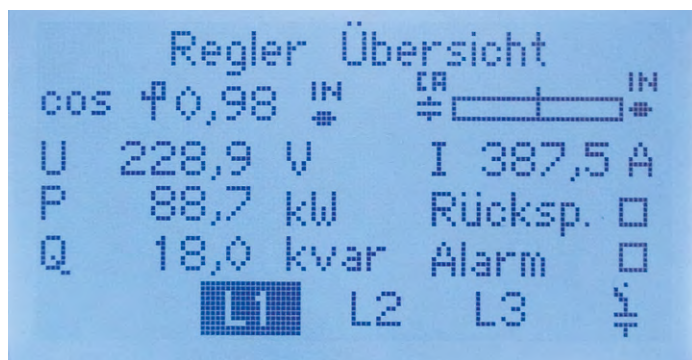 Regler Übersicht
cos φ 0,98 IN CA IN
U 228,9 V I 387,5 A
P 88,7 kW Rücksp.
Q 18,0 kvar Alarm
L1 L2 L3